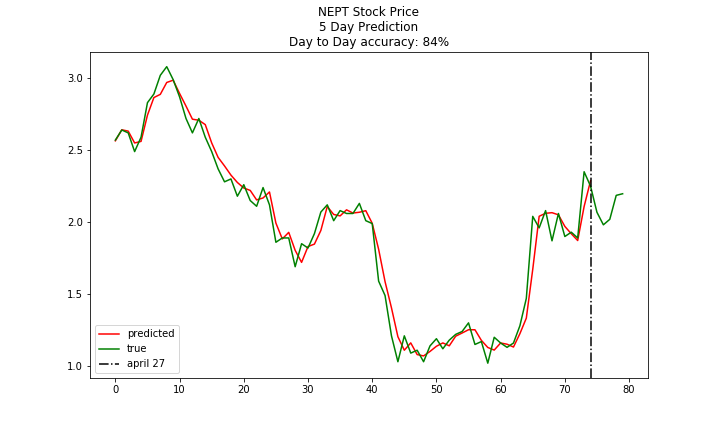 NEPT Stock Price
5 Day Prediction
Day to Day accuracy: 84%
3.0
2.5
2.0
1.5
1.0
predicted
true
april 27
0 10 20 30 40 50 60 70 80